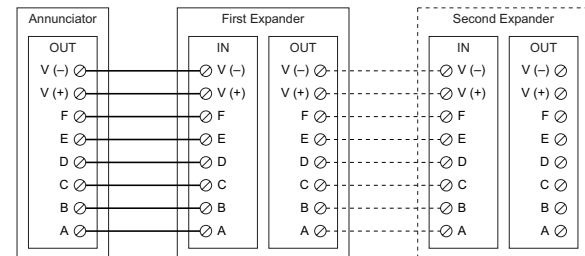 Annunciator First Expander Second Expander
OUT IN OUT IN OUT
V (–) V (–) V (–) V (–) V (–)
V (+) V (+) V (+) V (+) V (+)
F F F F F
E E E E E
D D D D D
C C C C C
B B B B B
A A A A A